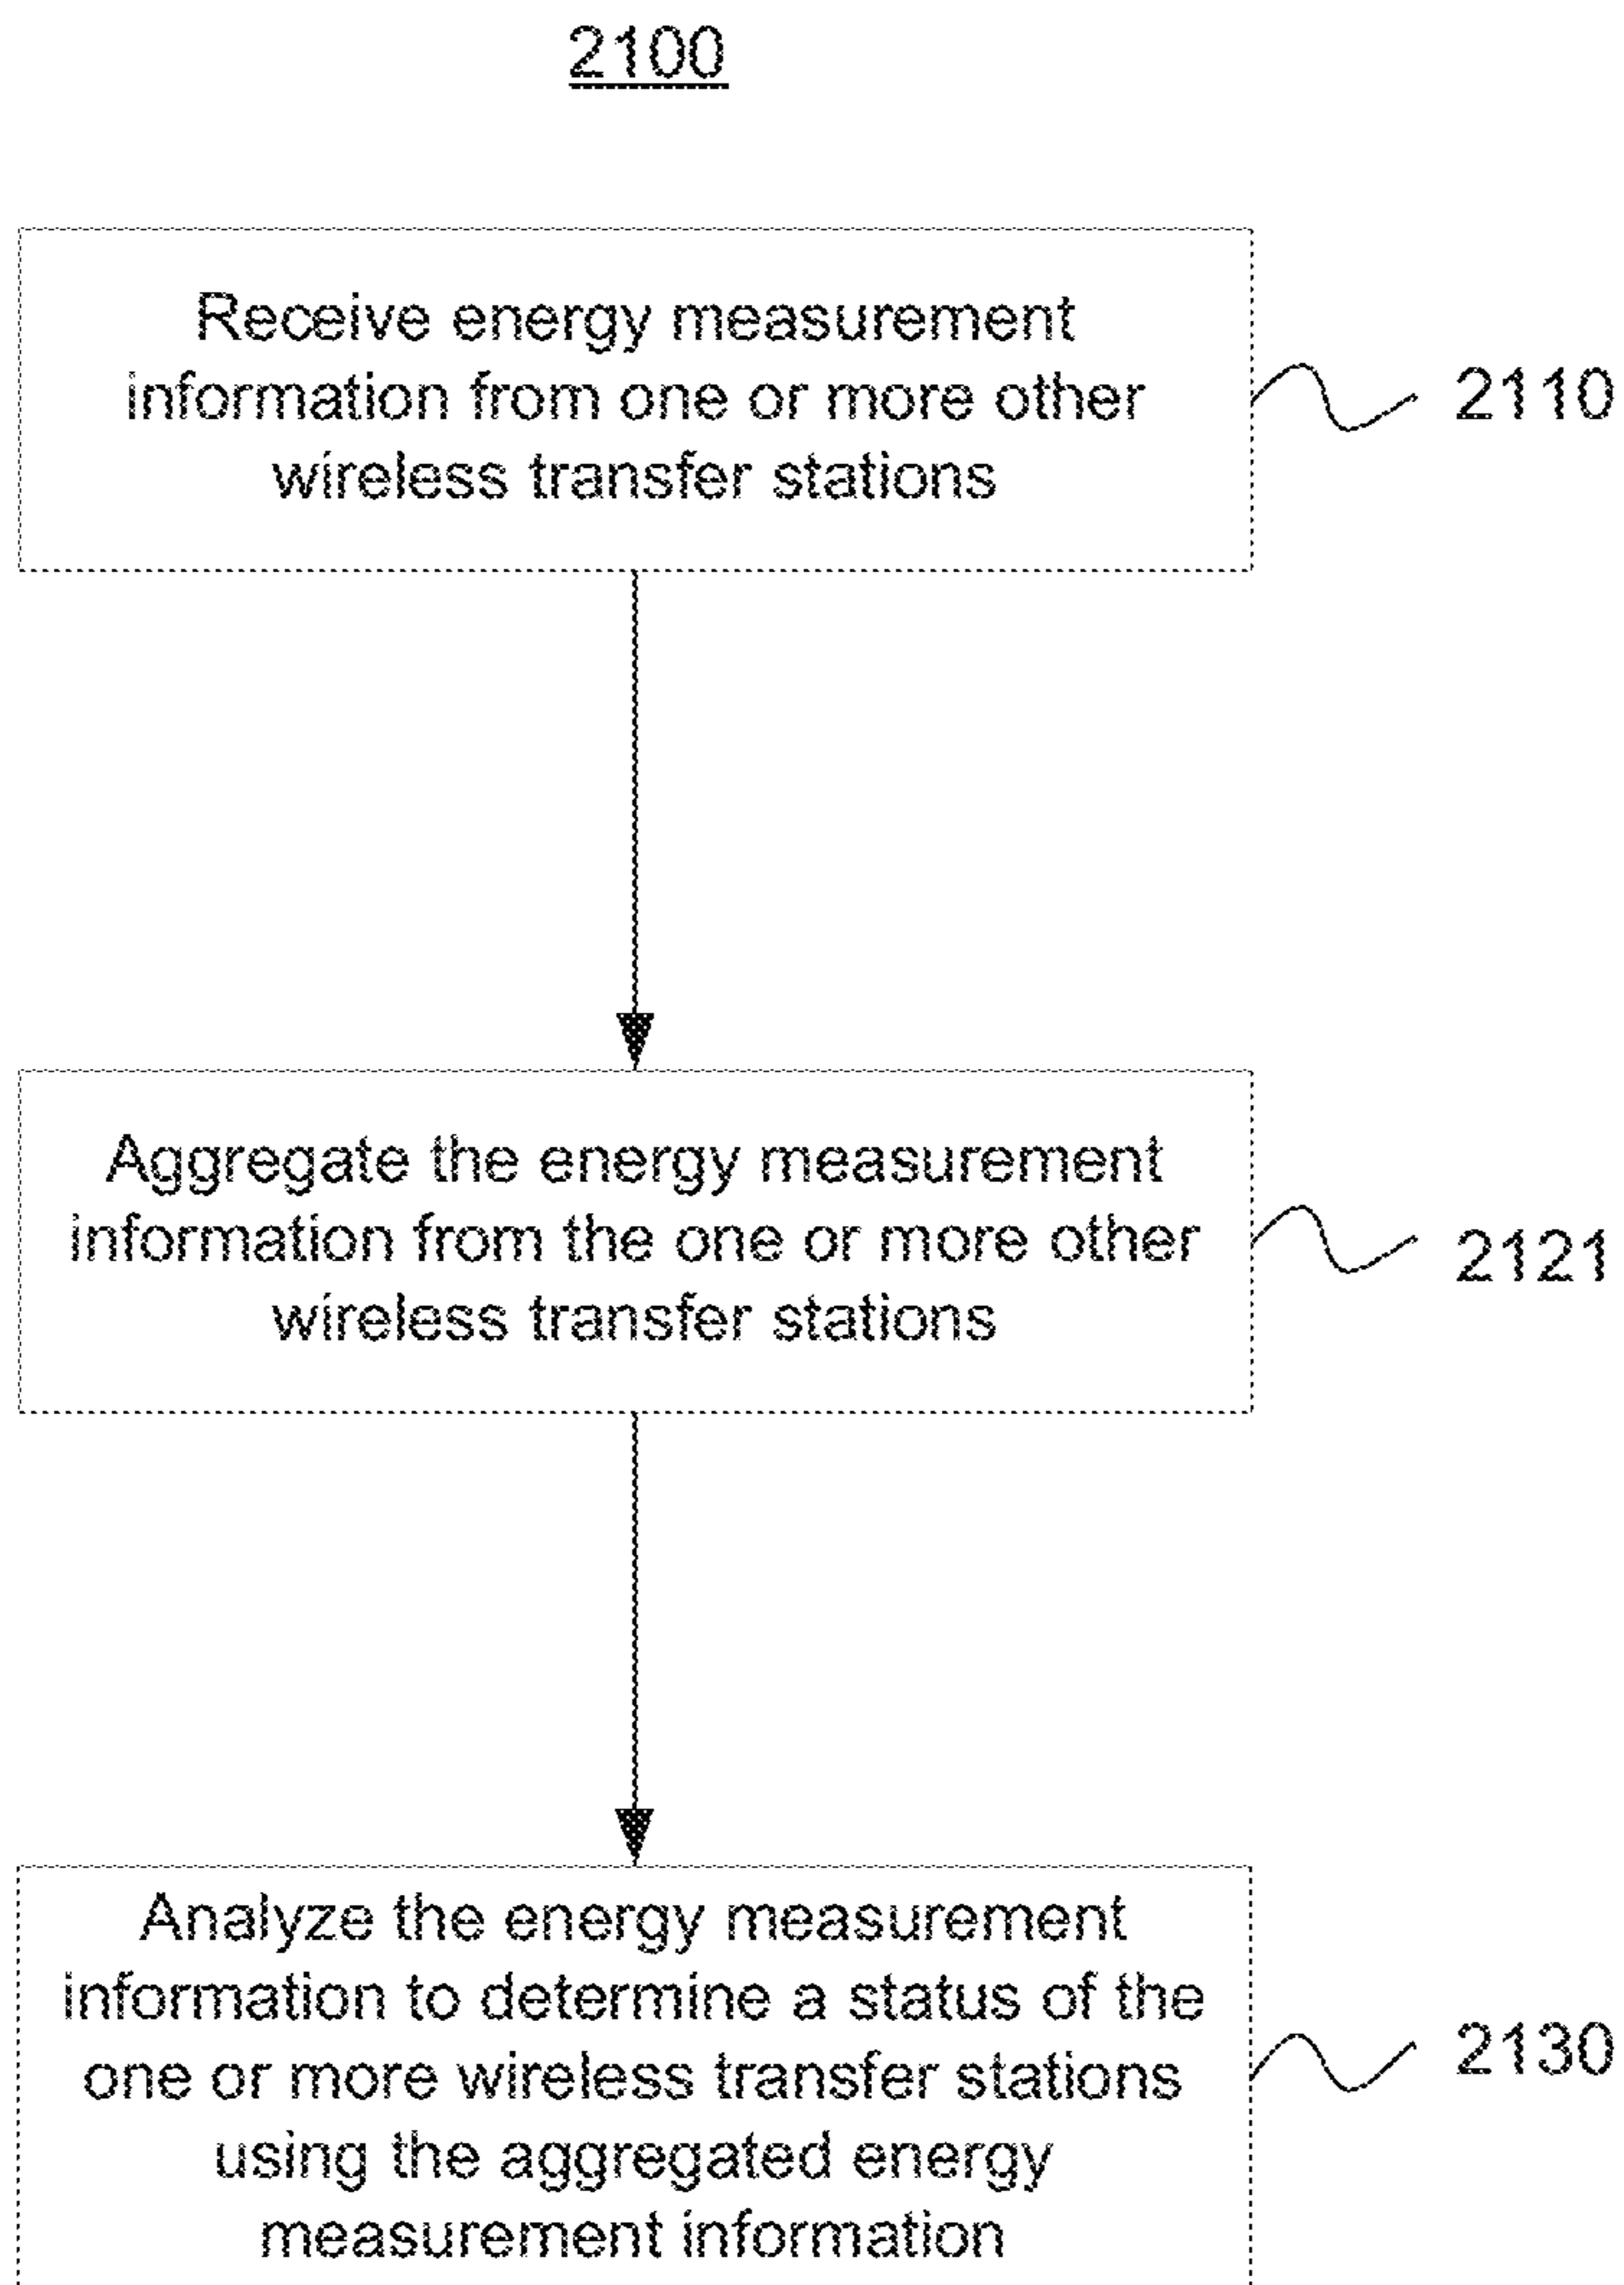 2100
Receive energy measurement
information from one or more other
wireless transfer stations
2110
Aggregate the energy measurement
information from the one or more other
wireless transfer stations
2121
Analyze the energy measurement
information to determine a status of the
one or more wireless transfer stations
using the aggregated energy
measurement information
2130